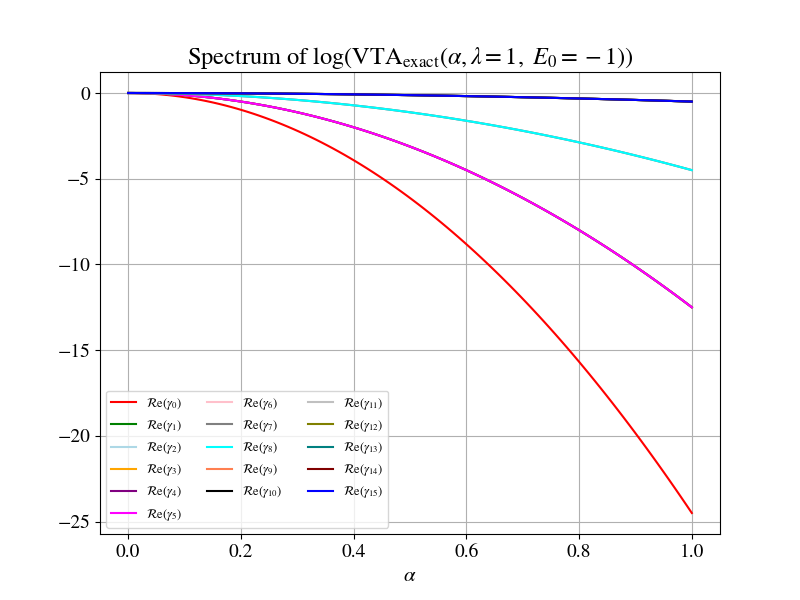 Spectrum of log(VTA_exact(α, λ = 1, E_0 = −1))
0
−5
−10
−15
−20
−25
0.0 0.2 0.4 0.6 0.8 1.0
α
Re(γ_0) Re(γ_6) Re(γ_11)
Re(γ_1) Re(γ_7) Re(γ_12)
Re(γ_2) Re(γ_8) Re(γ_13)
Re(γ_3) Re(γ_9) Re(γ_14)
Re(γ_4) Re(γ_10) Re(γ_15)
Re(γ_5)